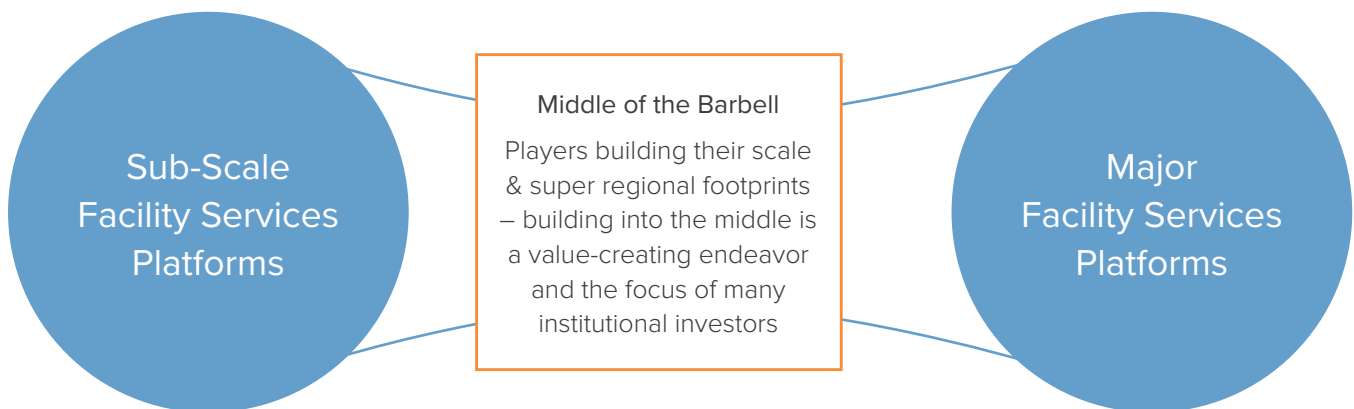 Sub-Scale
Facility Services
Platforms
Middle of the Barbell
Players building their scale
& super regional footprints
– building into the middle is
a value-creating endeavor
and the focus of many
institutional investors
Major
Facility Services
Platforms